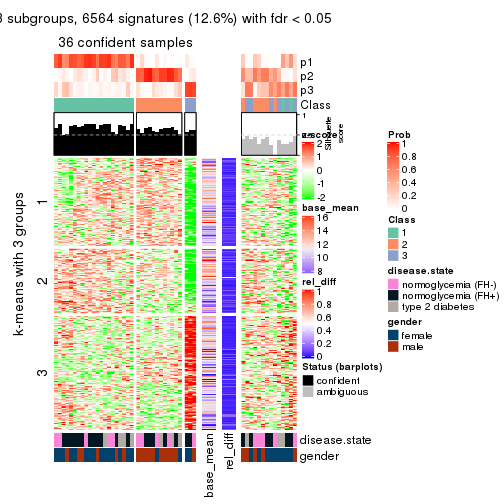 3 subgroups, 6564 signatures (12.6%) with fdr < 0.05
36 confident samples
p1
p2
p3
Class
1
Silhouette
score
z-score
2
1
0
-1
-2
base_mean
16
14
12
10
8
rel_diff
1
0.8
0.6
0.4
0.2
0
Status (barplots)
confident
ambiguous
Prob
1
0.8
0.6
0.4
0.2
0
Class
1
2
3
disease.state
normoglycemia (FH-)
normoglycemia (FH+)
type 2 diabetes
gender
female
male
k-means with 3 groups
1
2
3
disease.state
gender
base_mean
rel_diff